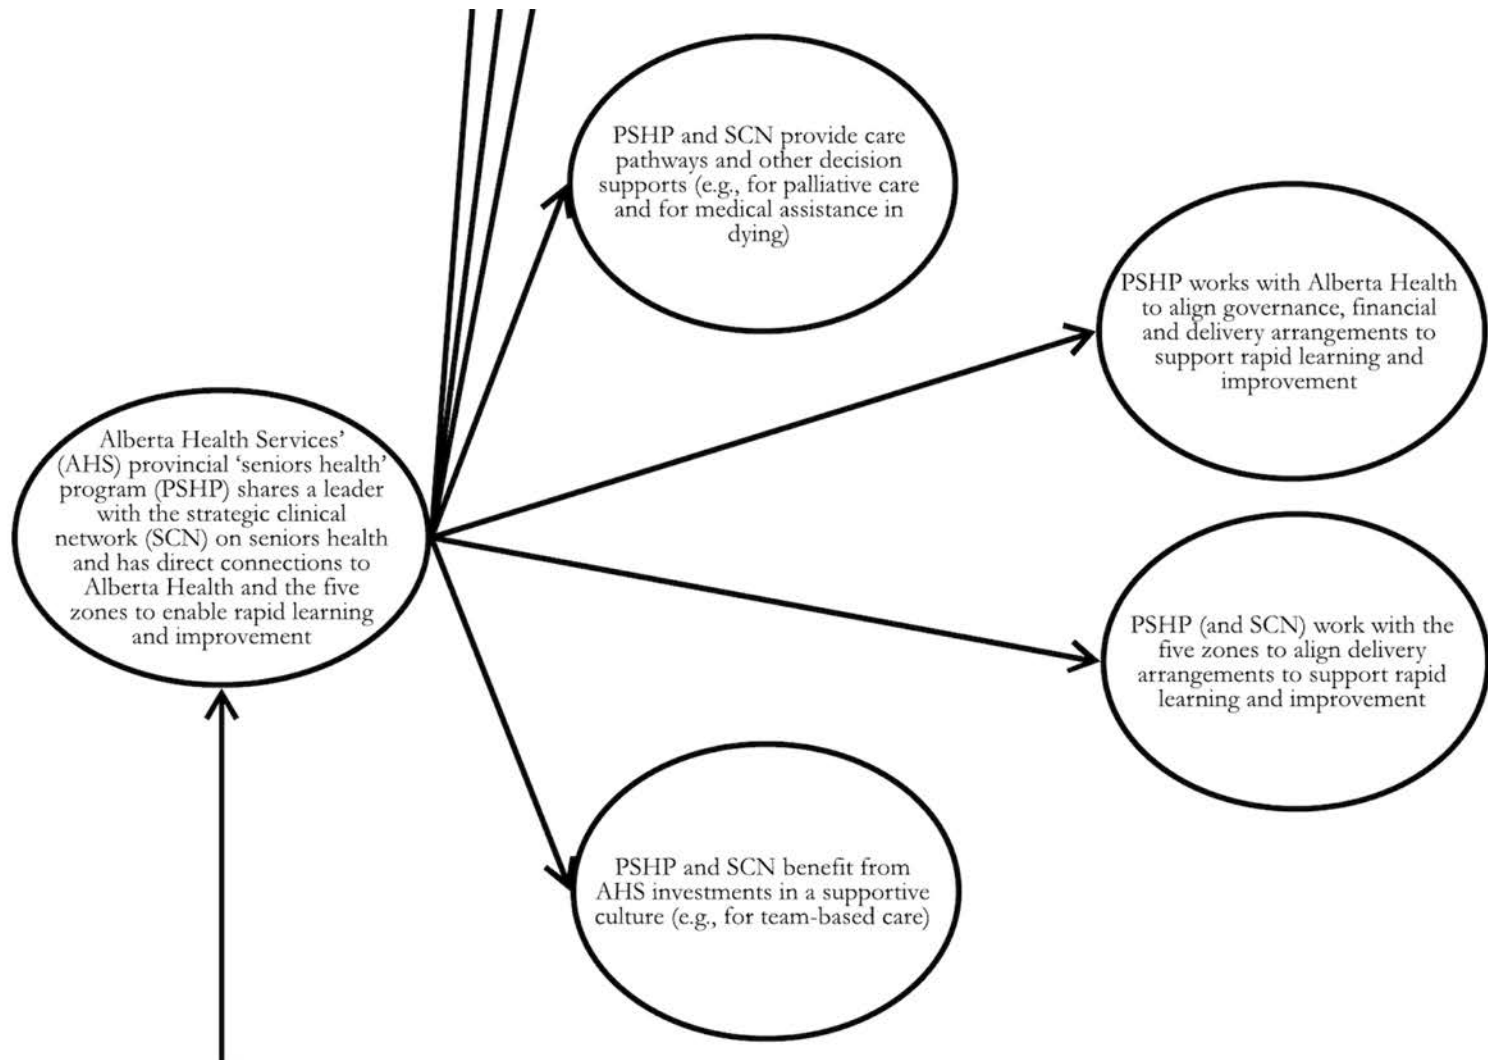 PSHP and SCN provide care
pathways and other decision
supports (e.g., for palliative care
and for medical assistance in
dying)
PSHP works with Alberta Health
to align governance, financial
and delivery arrangements to
support rapid learning and
improvement
Alberta Health Services’
(AHS) provincial ‘seniors health’
program (PSHP) shares a leader
with the strategic clinical
network (SCN) on seniors health
and has direct connections to
Alberta Health and the five
zones to enable rapid learning
and improvement
PSHP (and SCN) work with the
five zones to align delivery
arrangements to support rapid
learning and improvement
PSHP and SCN benefit from
AHS investments in a supportive
culture (e.g., for team-based care)